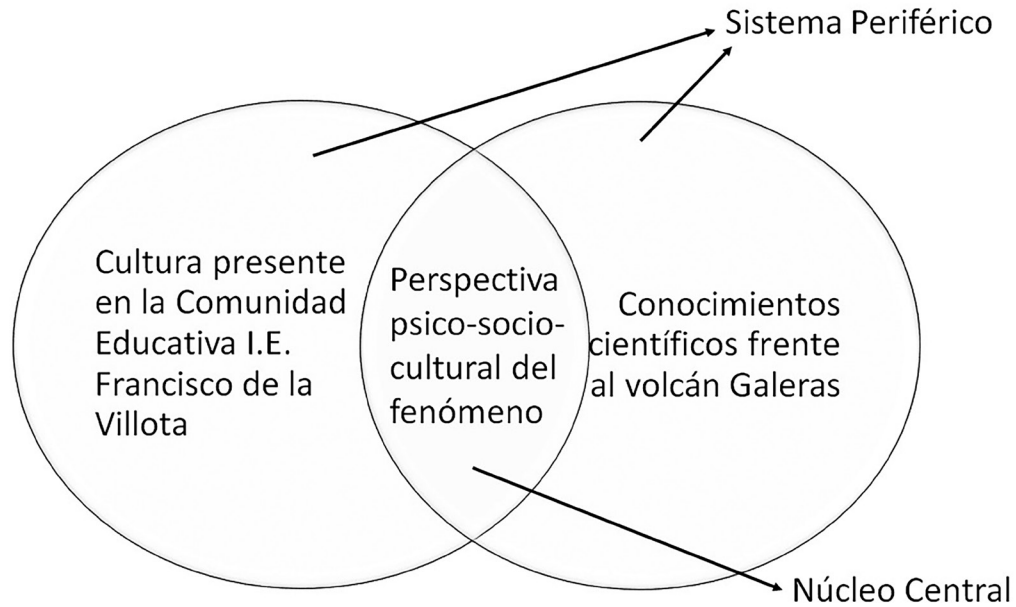 Sistema Periférico
Cultura presente
en la Comunidad
Educativa I.E.
Francisco de la
Villota
Perspectiva
psico-socio-
cultural del
fenómeno
Conocimientos
científicos frente
al volcán Galeras
Núcleo Central